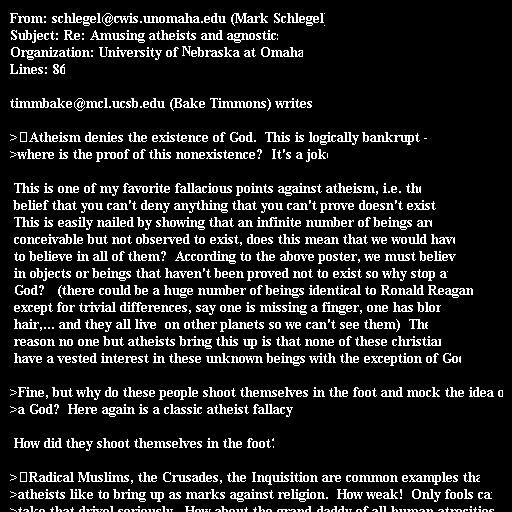 From: schlegel@cwis.unomaha.edu (Mark Schlegel)
Subject: Re: Amusing atheists and agnostics
Organization: University of Nebraska at Omaha
Lines: 86
timmbake@mcl.ucsb.edu (Bake Timmons) writes
>Atheism denies the existence of God.  This is logically bankrupt -
>where is the proof of this nonexistence?  It's a joke
This is one of my favorite fallacious points against atheism, i.e. the
belief that you can't deny anything that you can't prove doesn't exist
This is easily nailed by showing that an infinite number of beings are
conceivable but not observed to exist, does this mean that we would have
to believe in all of them?  According to the above poster, we must believ
in objects or beings that haven't been proved not to exist so why stop a
God?   (there could be a huge number of beings identical to Ronald Reagan
except for trivial differences, say one is missing a finger, one has blon
hair,... and they all live  on other planets so we can't see them)  The
reason no one but atheists bring this up is that none of these christian
have a vested interest in these unknown beings with the exception of God
>Fine, but why do these people shoot themselves in the foot and mock the idea o
>a God?  Here again is a classic atheist fallacy
How did they shoot themselves in the foot?
>Radical Muslims, the Crusades, the Inquisition are common examples tha
>atheists like to bring up as marks against religion.  How weak!  Only fools ca
>take that drivel seriously.  How about the grand-daddy of all human atrocities